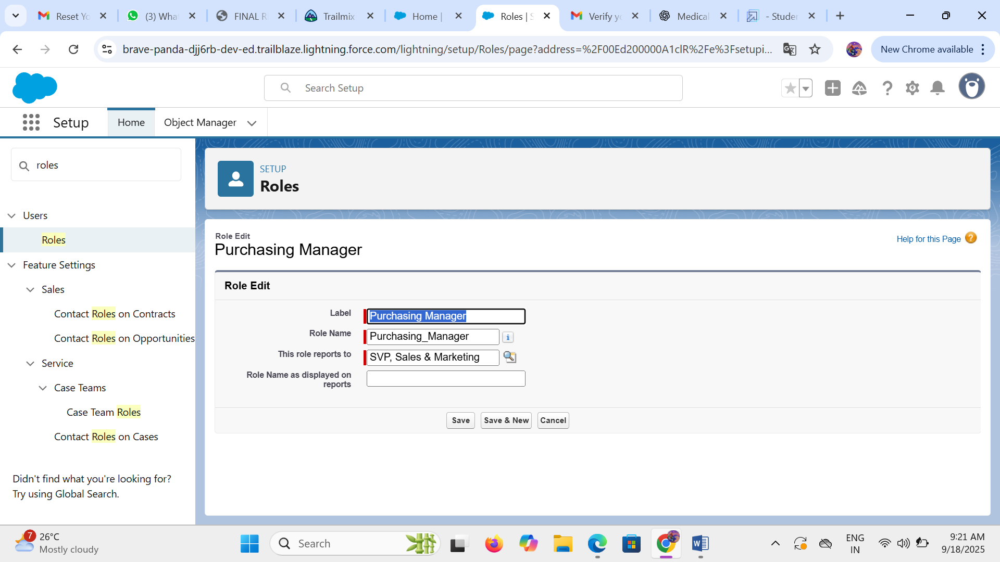 Reset Yo
(3) What
FINAL R
Trailmix
Home |
Roles | S
Verify yo
Medical
- Studen
brave-panda-djj6rb-dev-ed.trailblaze.lightning.force.com/lightning/setup/Roles/page?address=%2F00Ed200000A1clR%2Fe%3Fsetupi...
New Chrome available
Search Setup
Setup
Home
Object Manager
roles
SETUP
Roles
Users
Roles
Feature Settings
Sales
Contact Roles on Contracts
Contact Roles on Opportunities
Service
Case Teams
Case Team Roles
Contact Roles on Cases
Didn't find what you're looking for?
Try using Global Search.
Role Edit
Purchasing Manager
Help for this Page
Role Edit
Label Purchasing Manager
Role Name Purchasing_Manager
This role reports to SVP, Sales & Marketing
Role Name as displayed on
reports
Save Save & New Cancel
7
26°C
Mostly cloudy
Search
ENG
IN
9:21 AM
9/18/2025